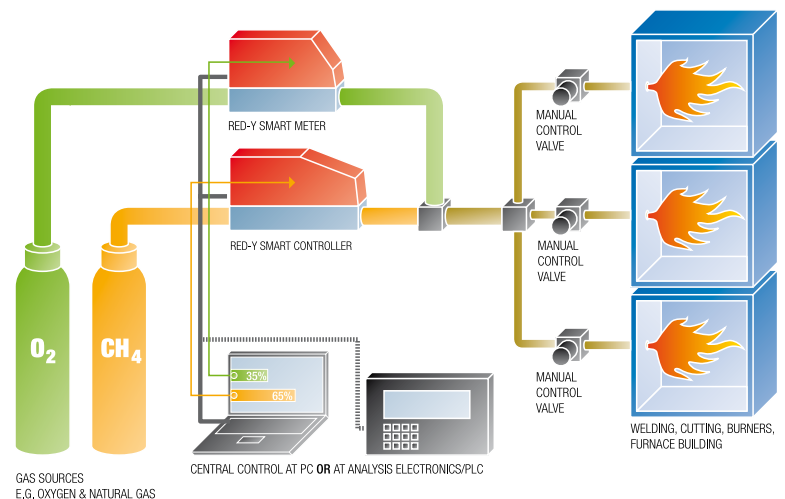 RED-Y SMART METER
RED-Y SMART CONTROLLER
MANUAL
CONTROL
VALVE
MANUAL
CONTROL
VALVE
MANUAL
CONTROL
VALVE
O₂
CH₄
35%
65%
WELDING, CUTTING, BURNERS,
FURNACE BUILDING
CENTRAL CONTROL AT PC OR AT ANALYSIS ELECTRONICS/PLC
GAS SOURCES
E.G. OXYGEN & NATURAL GAS